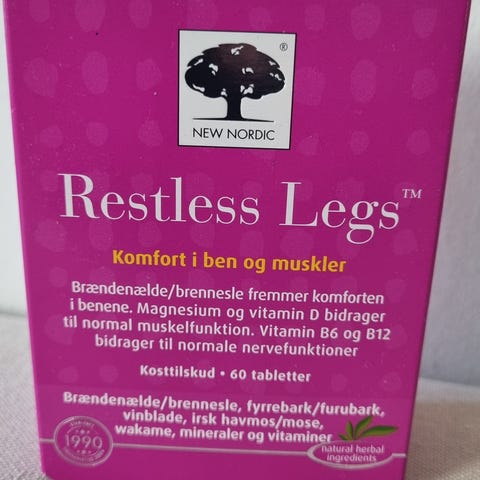 ®
NEW NORDIC
Restless Legs™
Komfort i ben og muskler
Brændenælde/brennesle fremmer komforten
i benene. Magnesium og vitamin D bidrager
til normal muskelfunktion. Vitamin B6 og B12
bidrager til normale nervefunktioner
Kosttilskud • 60 tabletter
Brændenælde/brennesle, fyrrebark/furubark,
vinblade, irsk havmos/mose,
wakame, mineraler og vitaminer
1990
natural herbal
ingredients